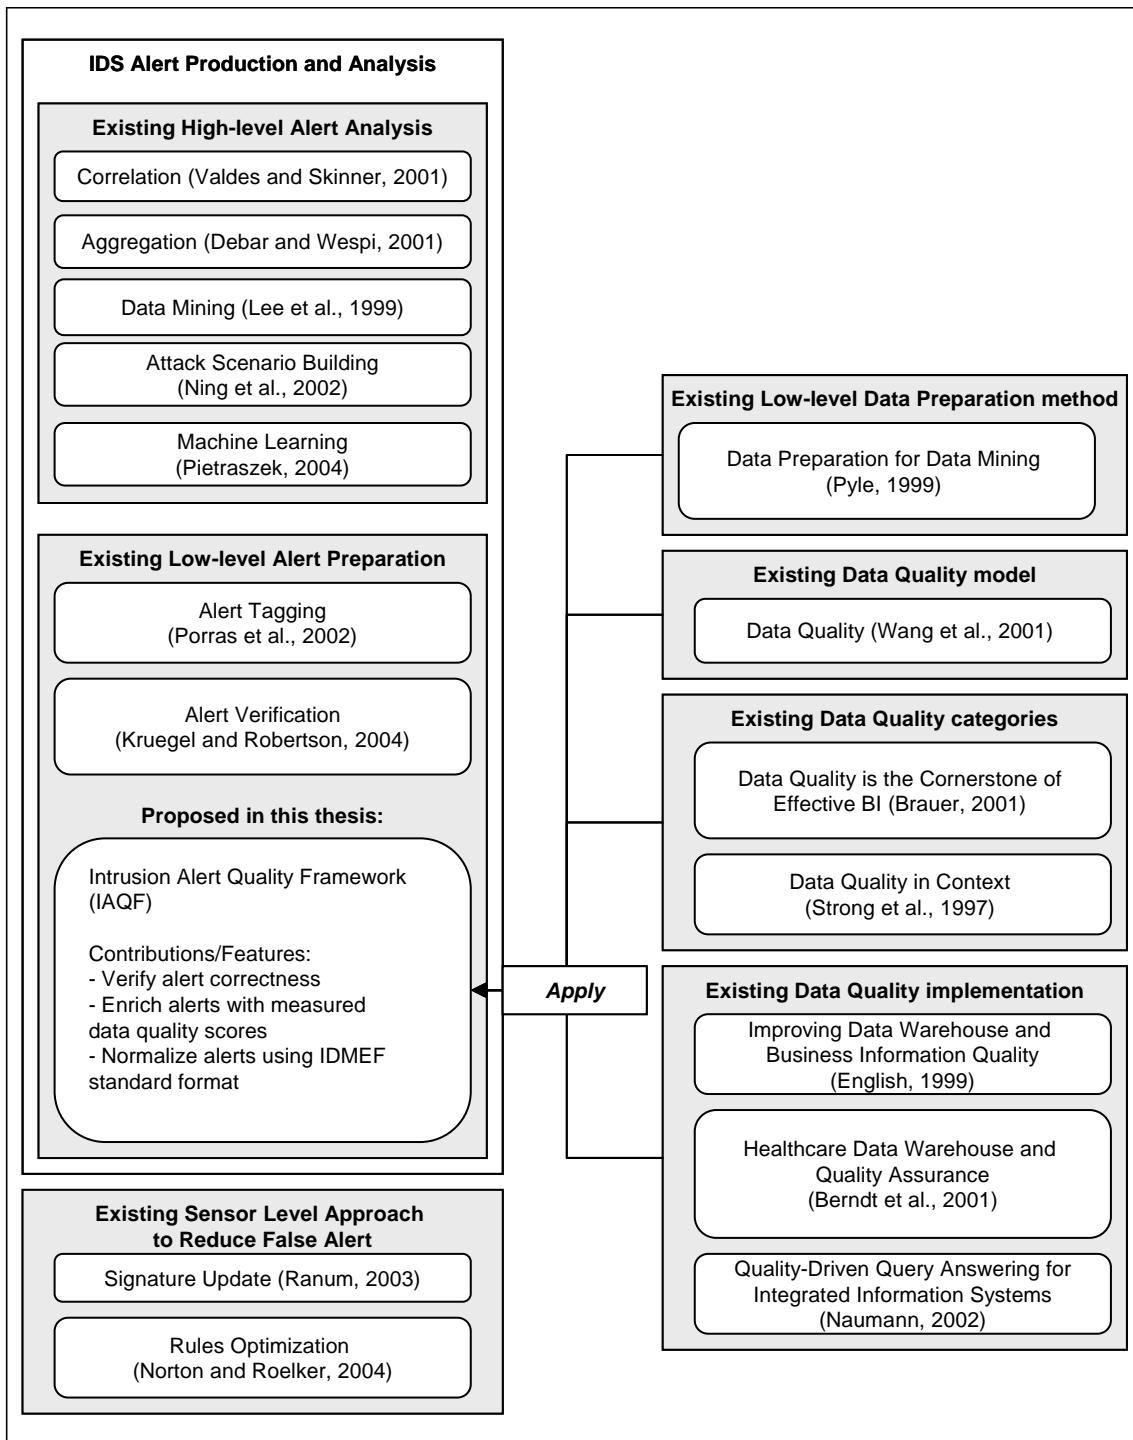 IDS Alert Production and Analysis
Existing High-level Alert Analysis
Correlation (Valdes and Skinner, 2001)
Aggregation (Debar and Wespi, 2001)
Data Mining (Lee et al., 1999)
Attack Scenario Building
(Ning et al., 2002)
Machine Learning
(Pietraszek, 2004)
Existing Low-level Alert Preparation
Alert Tagging
(Porras et al., 2002)
Alert Verification
(Kruegel and Robertson, 2004)
Proposed in this thesis:
Intrusion Alert Quality Framework
(IAQF)
Contributions/Features:
- Verify alert correctness
- Enrich alerts with measured
data quality scores
- Normalize alerts using IDMEF
standard format
Existing Sensor Level Approach
to Reduce False Alert
Signature Update (Ranum, 2003)
Rules Optimization
(Norton and Roelker, 2004)
Apply
Existing Low-level Data Preparation method
Data Preparation for Data Mining
(Pyle, 1999)
Existing Data Quality model
Data Quality (Wang et al., 2001)
Existing Data Quality categories
Data Quality is the Cornerstone of
Effective BI (Brauer, 2001)
Data Quality in Context
(Strong et al., 1997)
Existing Data Quality implementation
Improving Data Warehouse and
Business Information Quality
(English, 1999)
Healthcare Data Warehouse and
Quality Assurance
(Berndt et al., 2001)
Quality-Driven Query Answering for
Integrated Information Systems
(Naumann, 2002)